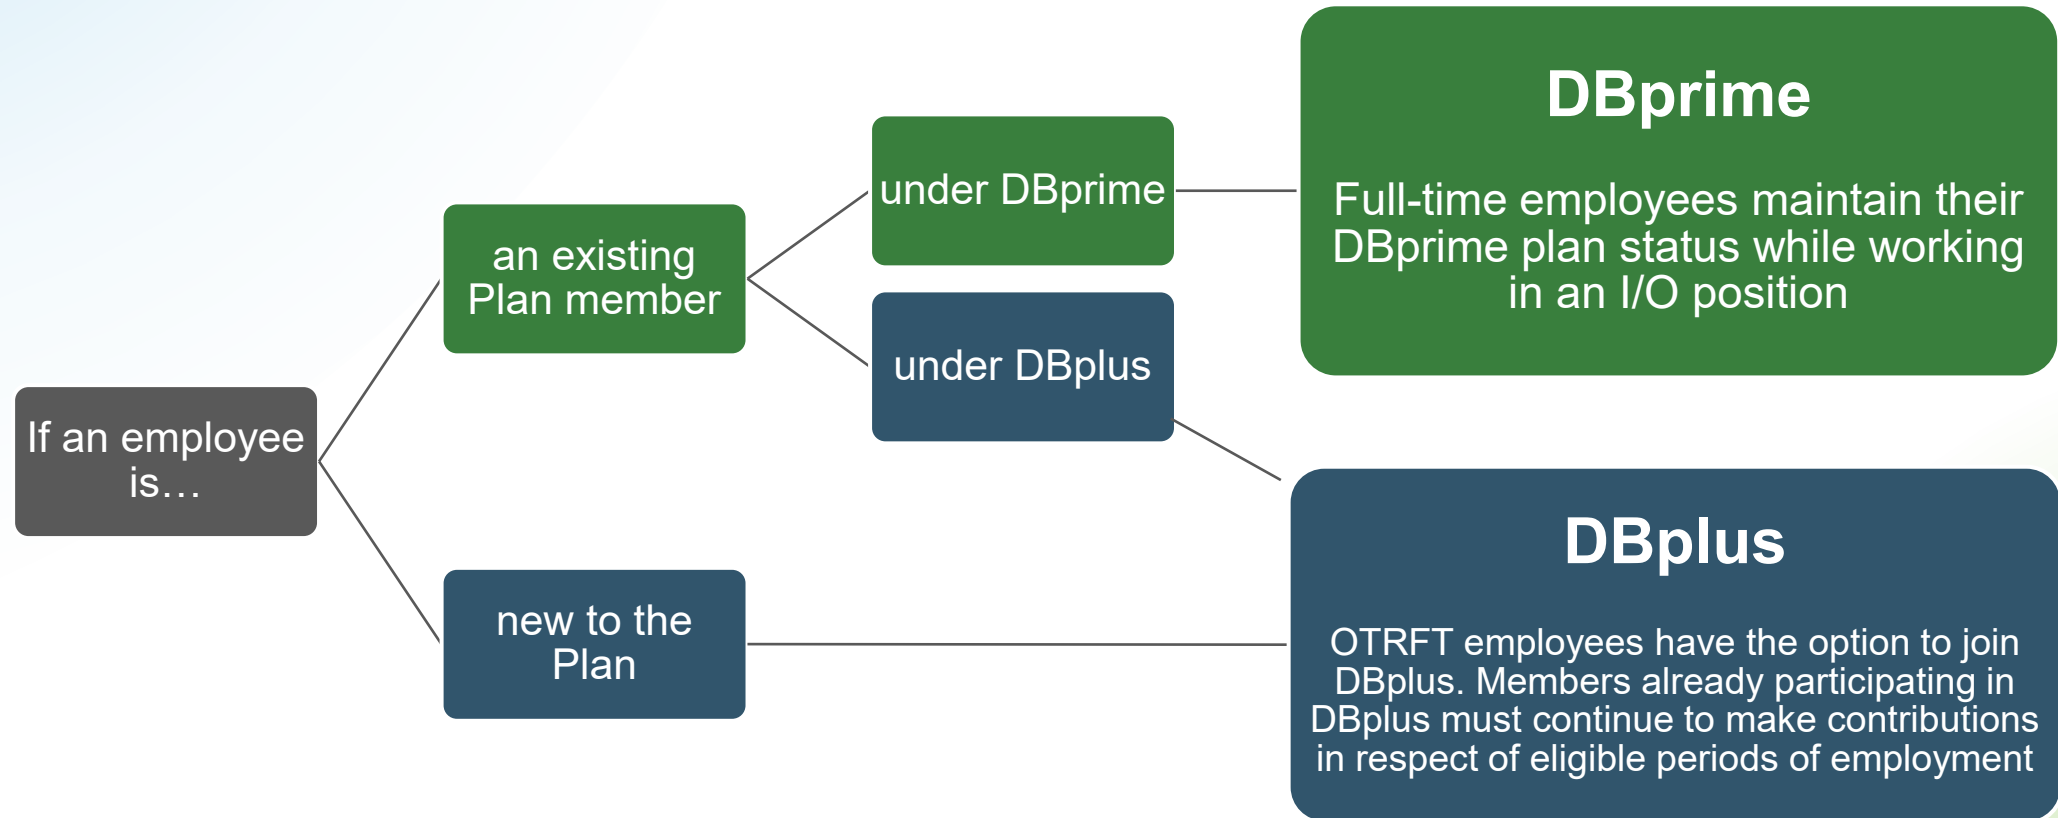 If an employee
is…
an existing
Plan member
new to the
Plan
under DBprime
under DBplus
DBprime
Full-time employees maintain their
DBprime plan status while working
in an I/O position
DBplus
OTRFT employees have the option to join
DBplus. Members already participating in
DBplus must continue to make contributions
in respect of eligible periods of employment